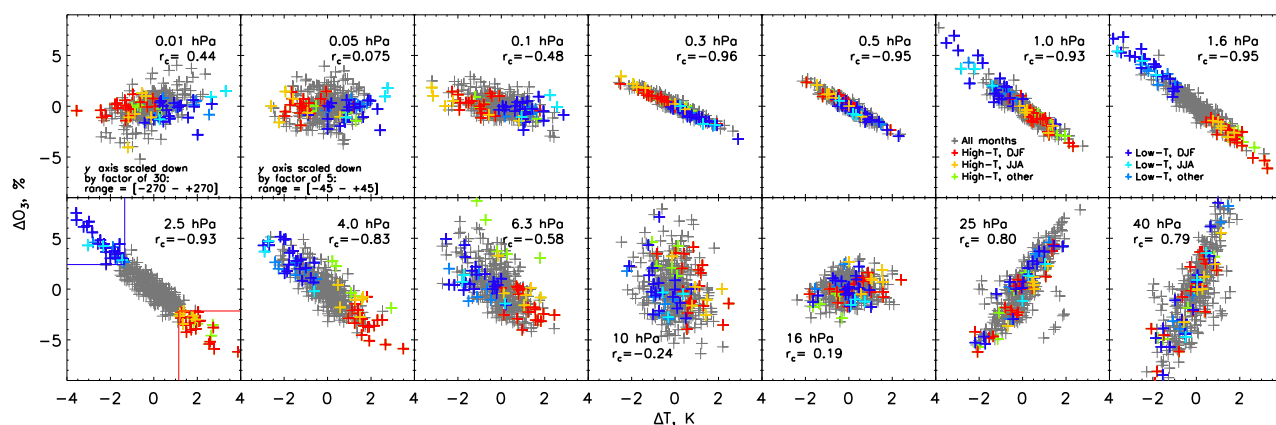 0.01 hPa
r_c= 0.44
y axis scaled down
by factor of 30:
range = [-270 - +270]
0.05 hPa
r_c=0.075
y axis scaled down
by factor of 5:
range = [-45 - +45]
0.1 hPa
r_c=-0.48
0.3 hPa
r_c=-0.96
0.5 hPa
r_c=-0.95
1.0 hPa
r_c=-0.93
All months
High-T, DJF
High-T, JJA
High-T, other
1.6 hPa
r_c=-0.95
Low-T, DJF
Low-T, JJA
Low-T, other
5
0
-5
ΔO3, %
2.5 hPa
r_c=-0.93
4.0 hPa
r_c=-0.83
6.3 hPa
r_c=-0.58
10 hPa
r_c=-0.24
16 hPa
r_c= 0.19
25 hPa
r_c= 0.80
40 hPa
r_c= 0.79
5
0
-5
-4 -2 0 2 4 -2 0 2 4 -2 0 2 4 -2 0 2 4 -2 0 2 4 -2 0 2 4 -2 0 2 4
ΔT, K